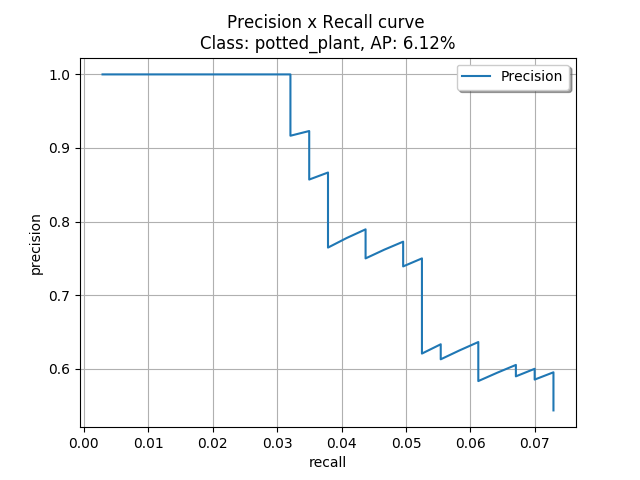 Precision x Recall curve
Class: potted_plant, AP: 6.12%
Precision
1.0
0.9
0.8
0.7
0.6
precision
0.00 0.01 0.02 0.03 0.04 0.05 0.06 0.07
recall